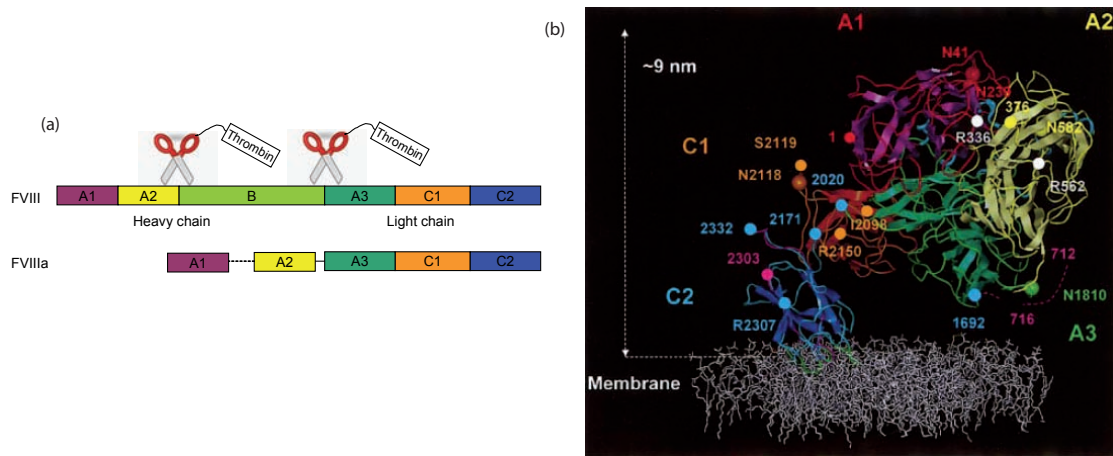 (a)
Thrombin
Thrombin
FVIII
A1
A2
B
A3
C1
C2
Heavy chain
Light chain
FVIIIa
A1
A2
A3
C1
C2
(b)
A1
A2
~9 nm
N41
N239
376
N582
R336
1
R562
C1
S2119
N2118
2020
2332
2171
I2098
R2150
2303
712
N1810
C2
R2307
1692
716
A3
Membrane